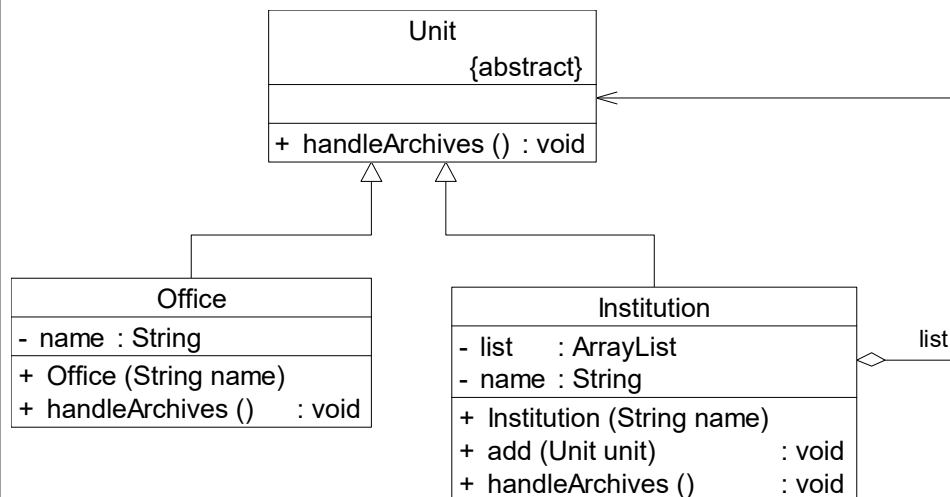 Unit
{abstract}
+ handleArchives () : void
Office
- name : String
+ Office (String name)
+ handleArchives () : void
Institution
- list : ArrayList
- name : String
+ Institution (String name)
+ add (Unit unit) : void
+ handleArchives () : void
list